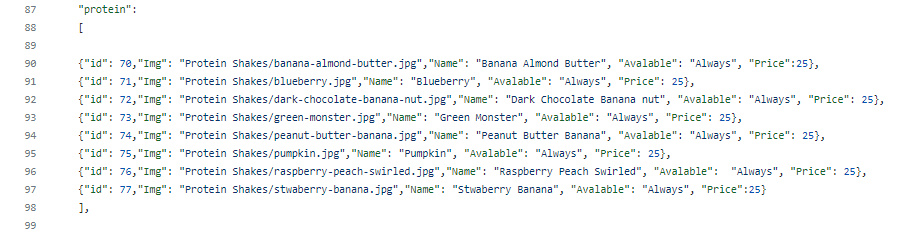 87 "protein":
88 [
89
90 {"id": 70,"Img": "Protein Shakes/banana-almond-butter.jpg","Name": "Banana Almond Butter", "Avalable": "Always", "Price":25},
91 {"id": 71,"Img": "Protein Shakes/blueberry.jpg","Name": "Blueberry", "Avalable": "Always", "Price": 25},
92 {"id": 72,"Img": "Protein Shakes/dark-chocolate-banana-nut.jpg","Name": "Dark Chocolate Banana nut", "Avalable": "Always", "Price": 25},
93 {"id": 73,"Img": "Protein Shakes/green-monster.jpg","Name": "Green Monster", "Avalable": "Always", "Price": 25},
94 {"id": 74,"Img": "Protein Shakes/peanut-butter-banana.jpg","Name": "Peanut Butter Banana", "Avalable": "Always", "Price": 25},
95 {"id": 75,"Img": "Protein Shakes/pumpkin.jpg","Name": "Pumpkin", "Avalable": "Always", "Price": 25},
96 {"id": 76,"Img": "Protein Shakes/raspberry-peach-swirled.jpg","Name": "Raspberry Peach Swirled", "Avalable":  "Always", "Price": 25},
97 {"id": 77,"Img": "Protein Shakes/stwaberry-banana.jpg","Name": "Stwaberry Banana", "Avalable": "Always", "Price":25}
98 ],
99